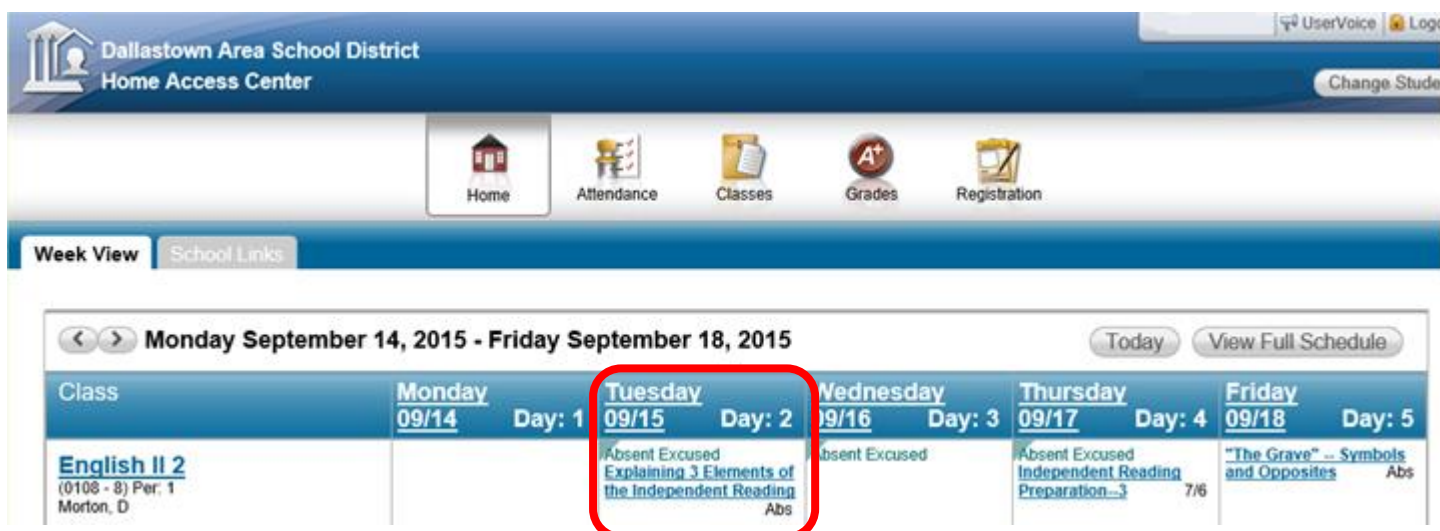 UserVoice
Dallastown Area School District
Home Access Center
Home
Attendance
Classes
A+
Grades
Registration
Week View
School Links
Monday September 14, 2015 - Friday September 18, 2015
Today
View Full Schedule
Class
Monday
09/14 Day: 1
Tuesday
09/15 Day: 2
Wednesday
09/16 Day: 3
Thursday
09/17 Day: 4
Friday
09/18 Day: 5
English II 2
(0108 - 8) Per: 1
Morton, D
Absent Excused
Explaining 3 Elements of
the Independent Reading
Abs
Absent Excused
Absent Excused
Independent Reading
Preparation--3 7/6
"The Grave" -- Symbols
and Opposites Abs